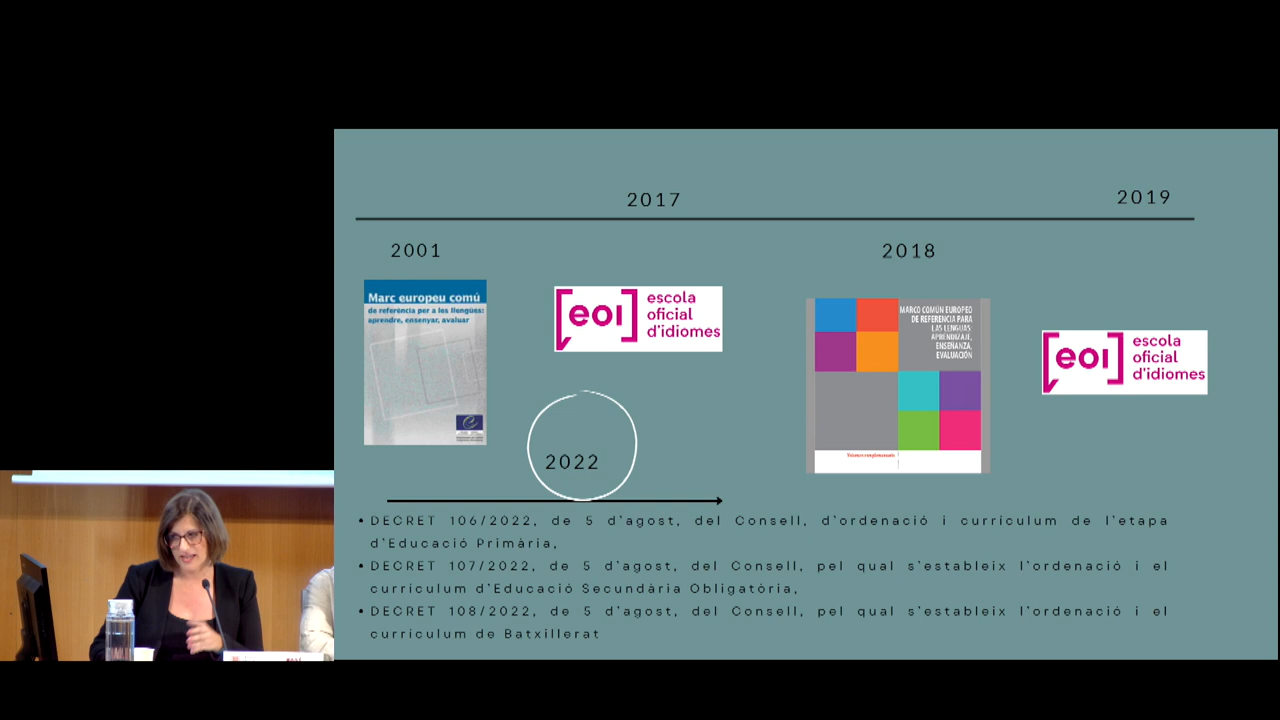 2017
2019
2001
2018
Marc europeu comú
de referència per a les llengües:
aprendre, ensenyar, avaluar
[eoi] escola
oficial
d'idiomes
MARCO COMÚN EUROPEO
DE REFERENCIA PARA
LAS LENGUAS:
APRENDIZAJE,
ENSEÑANZA,
EVALUACIÓN
[eoi] escola
oficial
d'idiomes
2022
• DECRET 106/2022, de 5 d'agost, del Consell, d'ordenació i currículum de l'etapa
d'Educació Primària,
• DECRET 107/2022, de 5 d'agost, del Consell, pel qual s'estableix l'ordenació i el
currículum d'Educació Secundària Obligatòria,
• DECRET 108/2022, de 5 d'agost, del Consell, pel qual s'estableix l'ordenació i el
currículum de Batxillerat